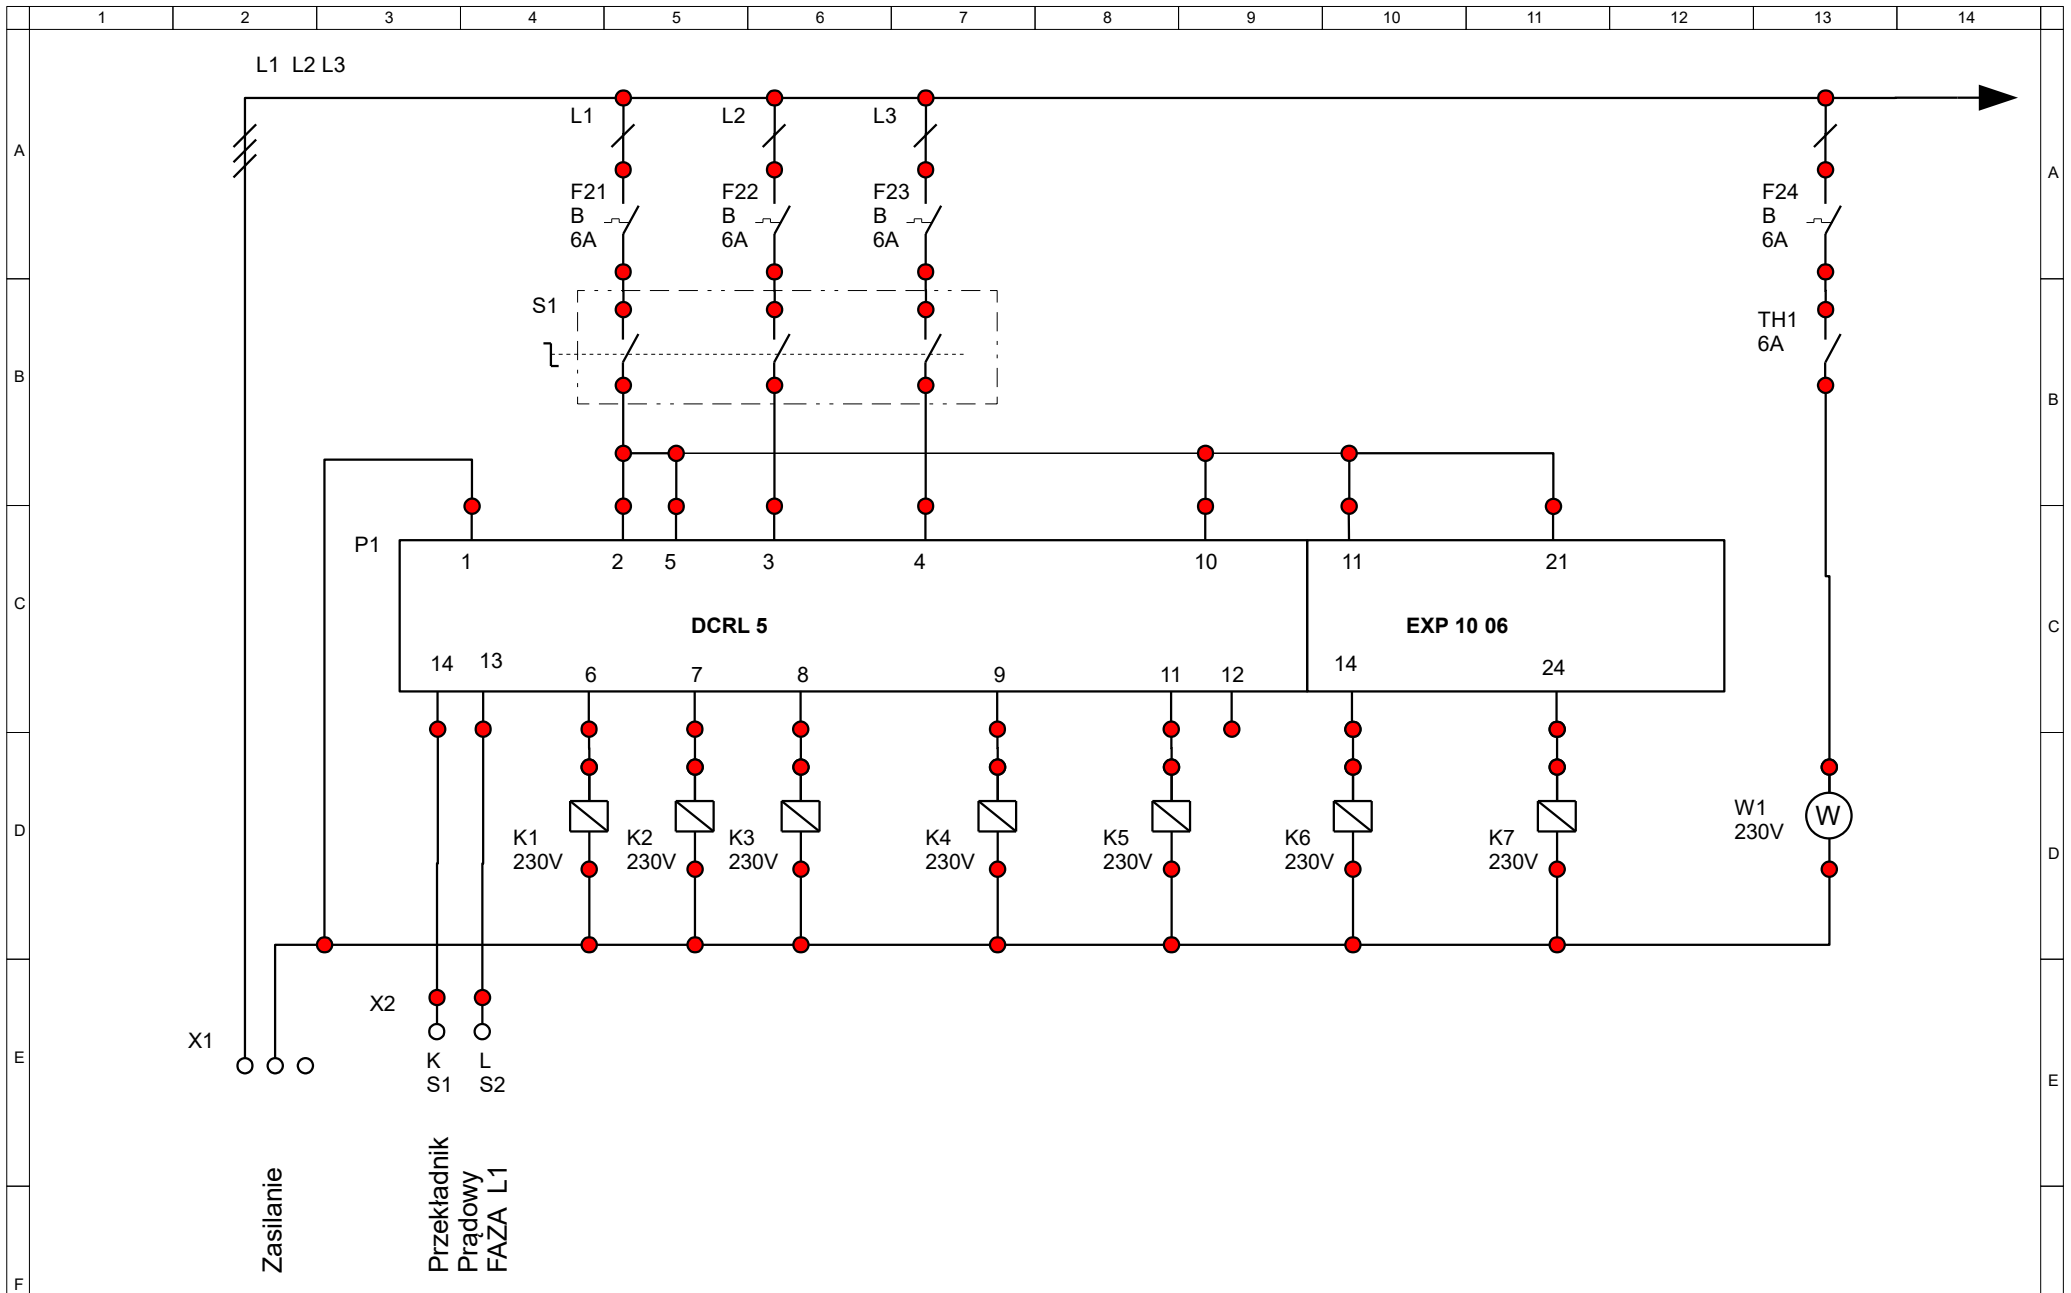 1 2 3 4 5 6 7 8 9 10 11 12 13 14
L1 L2 L3
L1 L2 L3
A A
F21 F22 F23 F24
B B B B
6A 6A 6A 6A
S1
TH1
6A
B B
P1
1 2 5 3 4 10 11 21
C C
DCRL 5 EXP 10 06
14 13 6 7 8 9 11 12 14 24
K1 K2 K3 K4 K5 K6 K7
230V 230V 230V 230V 230V 230V 230V
W1 W
230V
D D
X2
X1
K L
S1 S2
E E
Zasilanie
Przekładnik
Prądowy
FAZA L1
F